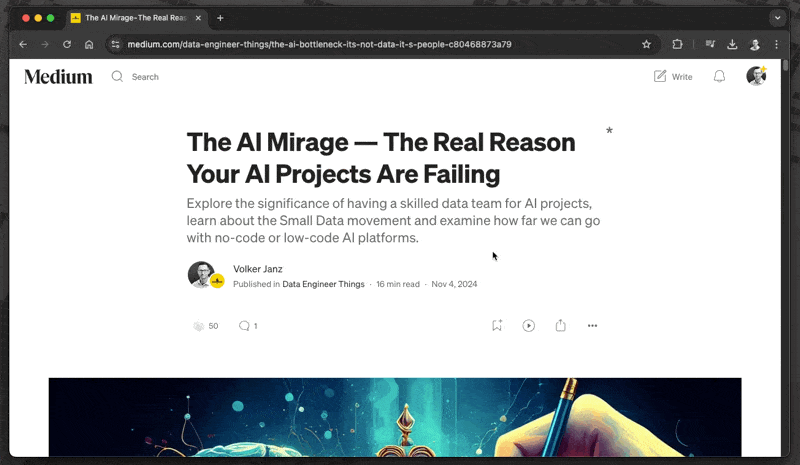 The AI Mirage–The Real Reas
medium.com/data-engineer-things/the-ai-bottleneck-its-not-data-it-s-people-c80468873a79
Medium
Search
Write
The AI Mirage — The Real Reason
Your AI Projects Are Failing
*
Explore the significance of having a skilled data team for AI projects,
learn about the Small Data movement and examine how far we can go
with no-code or low-code AI platforms.
Volker Janz
Published in Data Engineer Things · 16 min read · Nov 4, 2024
50
1